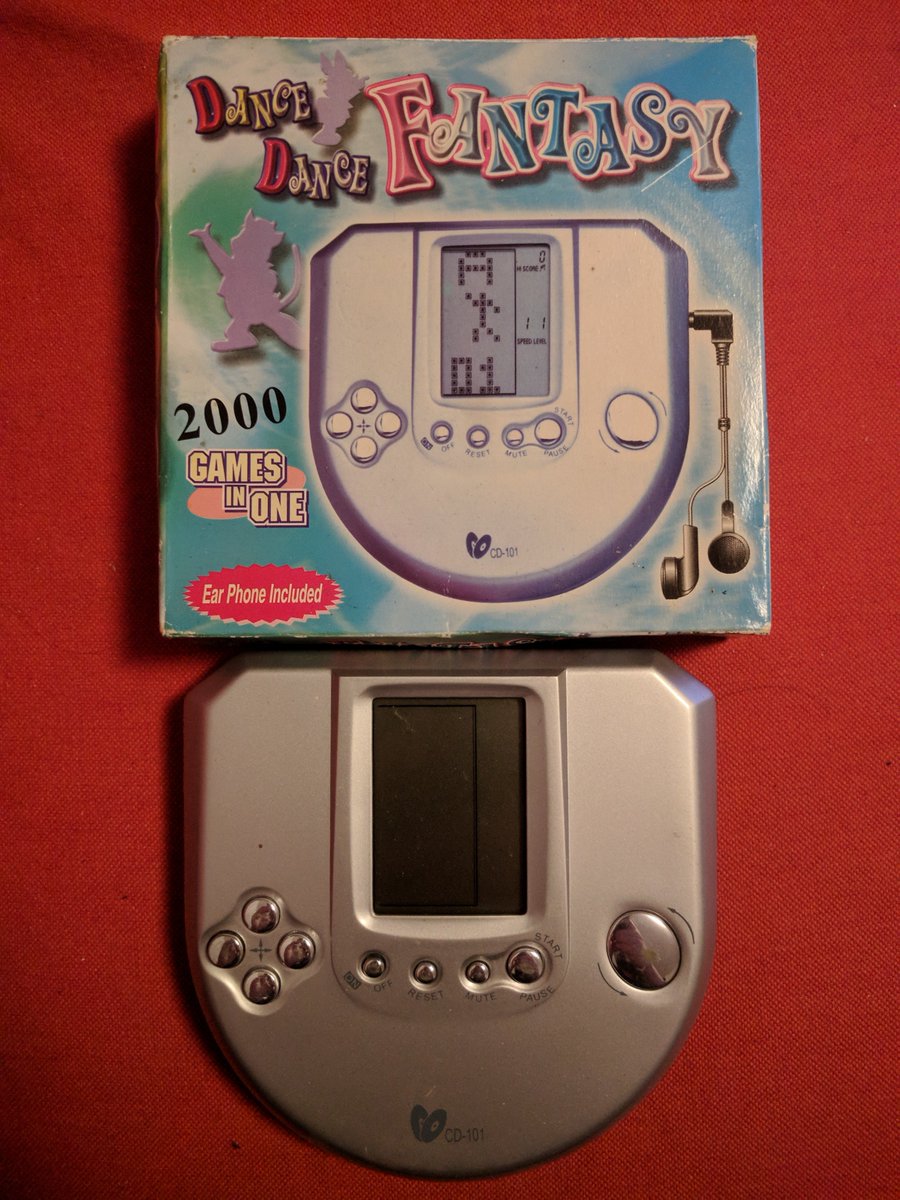 DANCE
DANCE
FANTASY
HI SCORE
11
SPEED LEVEL
2000
GAMES
IN
ONE
ON
OFF
RESET
MUTE
START
PAUSE
CD-101
Ear Phone Included
ON
OFF
RESET
MUTE
START
PAUSE
CD-101